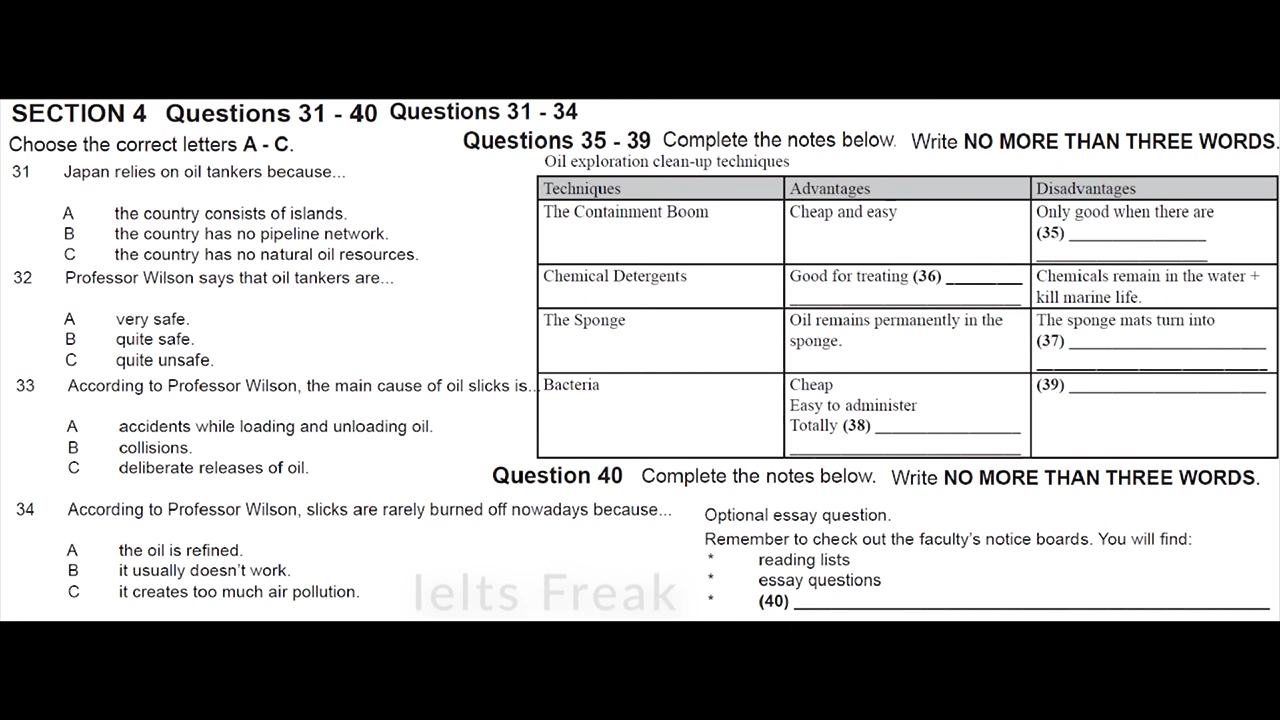 SECTION 4 Questions 31 - 40 Questions 31 - 34
Choose the correct letters A - C.
31 Japan relies on oil tankers because...
A the country consists of islands.
B the country has no pipeline network.
C the country has no natural oil resources.
32 Professor Wilson says that oil tankers are...
A very safe.
B quite safe.
C quite unsafe.
33 According to Professor Wilson, the main cause of oil slicks is...
A accidents while loading and unloading oil.
B collisions.
C deliberate releases of oil.
34 According to Professor Wilson, slicks are rarely burned off nowadays because...
A the oil is refined.
B it usually doesn't work.
C it creates too much air pollution.
Questions 35 - 39 Complete the notes below. Write NO MORE THAN THREE WORDS.
Oil exploration clean-up techniques
Techniques Advantages Disadvantages
The Containment Boom Cheap and easy Only good when there are
(35) ________________
________________
Chemical Detergents Good for treating (36) ________ Chemicals remain in the water +
________________ kill marine life.
The Sponge Oil remains permanently in the The sponge mats turn into
sponge. (37) ________________
________________
Bacteria Cheap (39) ________________
Easy to administer
Totally (38) ________________
________________
Question 40 Complete the notes below. Write NO MORE THAN THREE WORDS.
Optional essay question.
Remember to check out the faculty's notice boards. You will find:
* reading lists
* essay questions
* (40) ________________
Ielts Freak